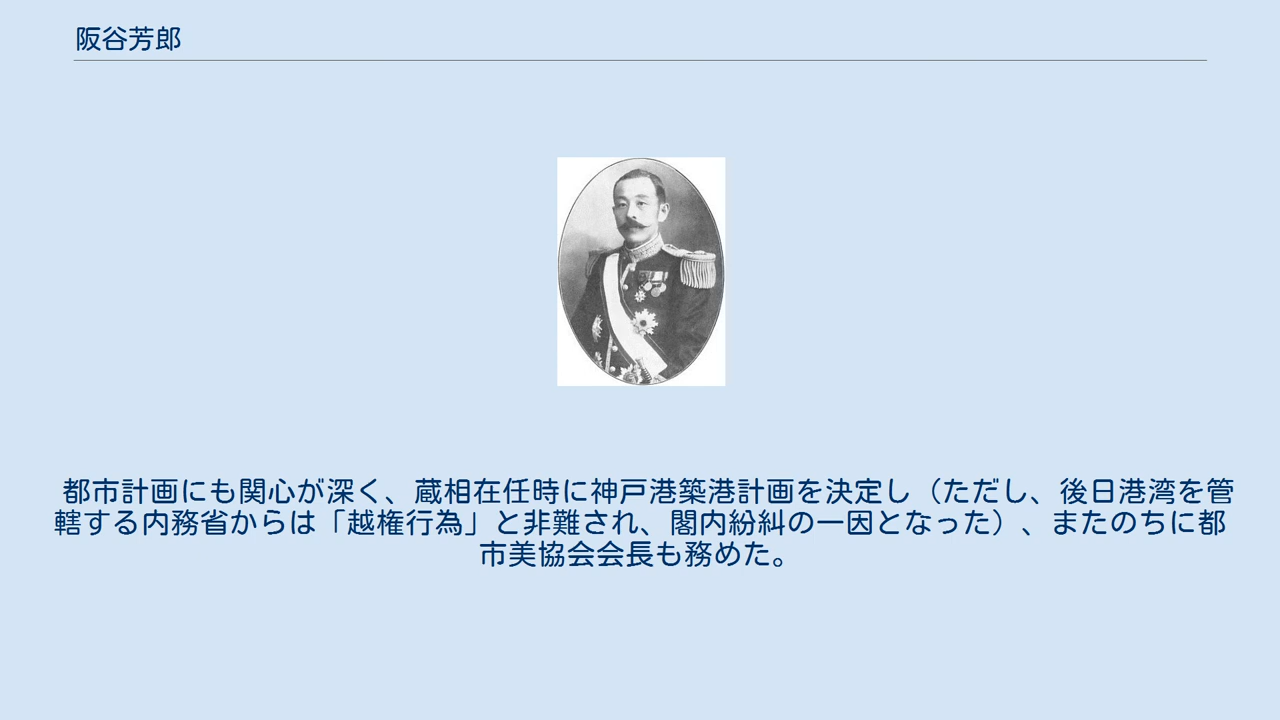 阪谷芳郎
都市計画にも関心が深く、蔵相在任時に神戸港築港計画を決定し（ただし、後日港湾を管
轄する内務省からは「越権行為」と非難され、閣内紛糾の一因となった）、またのちに都
市美協会会長も務めた。